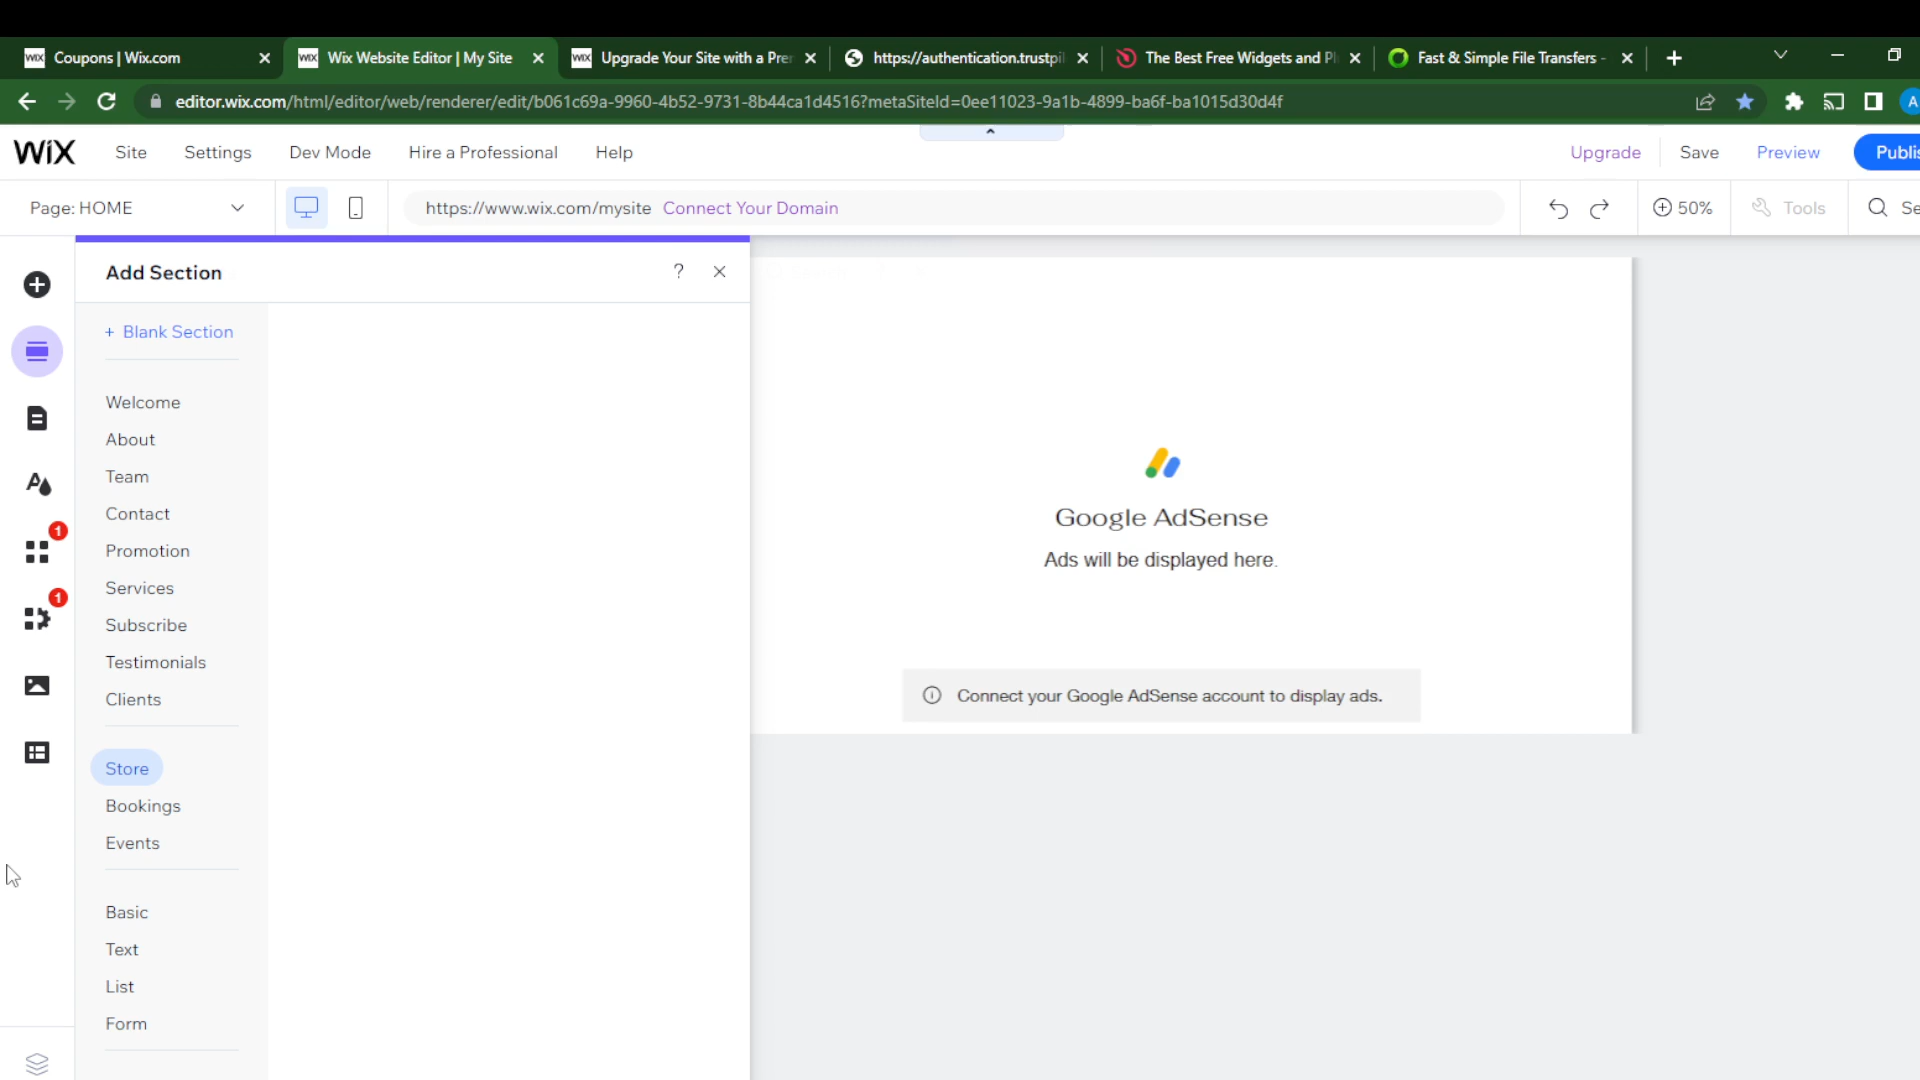 WiX Coupons | Wix.com
WiX Wix Website Editor | My Site
WiX Upgrade Your Site with a Prer
https://authentication.trustpil
The Best Free Widgets and Pl
Fast & Simple File Transfers -
editor.wix.com/html/editor/web/renderer/edit/b061c69a-9960-4b52-9731-8b44ca1d4516?metaSiteId=0ee11023-9a1b-4899-ba6f-ba1015d30d4f
A
WiX Site Settings Dev Mode Hire a Professional Help Upgrade Save Preview Publis
Page: HOME
https://www.wix.com/mysite Connect Your Domain
50% Tools Se
Add Section ?
+ Blank Section
Welcome
About
Team
Contact
Promotion
Services
Subscribe
Testimonials
Clients
Store
Bookings
Events
Basic
Text
List
Form
1
1
Google AdSense
Ads will be displayed here.
Connect your Google AdSense account to display ads.